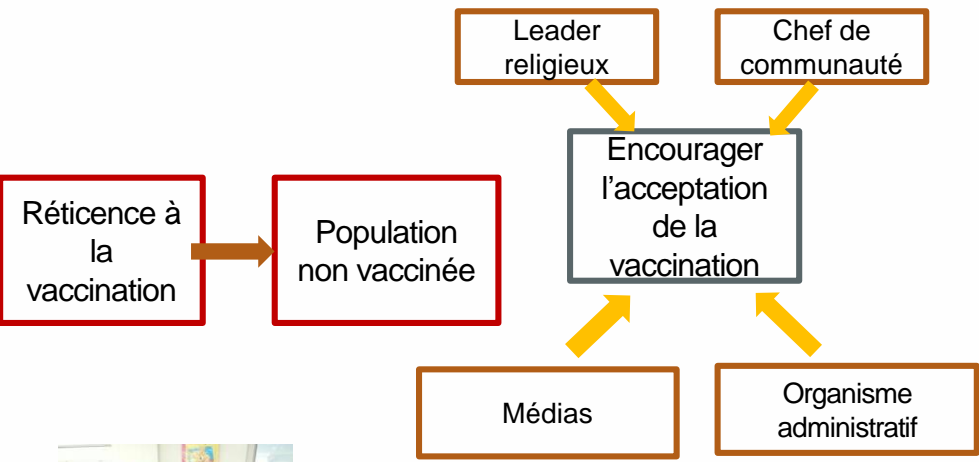 Leader
religieux
Chef de
communauté
Encourager
l’acceptation
de la
vaccination
Réticence à
la
vaccination
Population
non vaccinée
Médias
Organisme
administratif